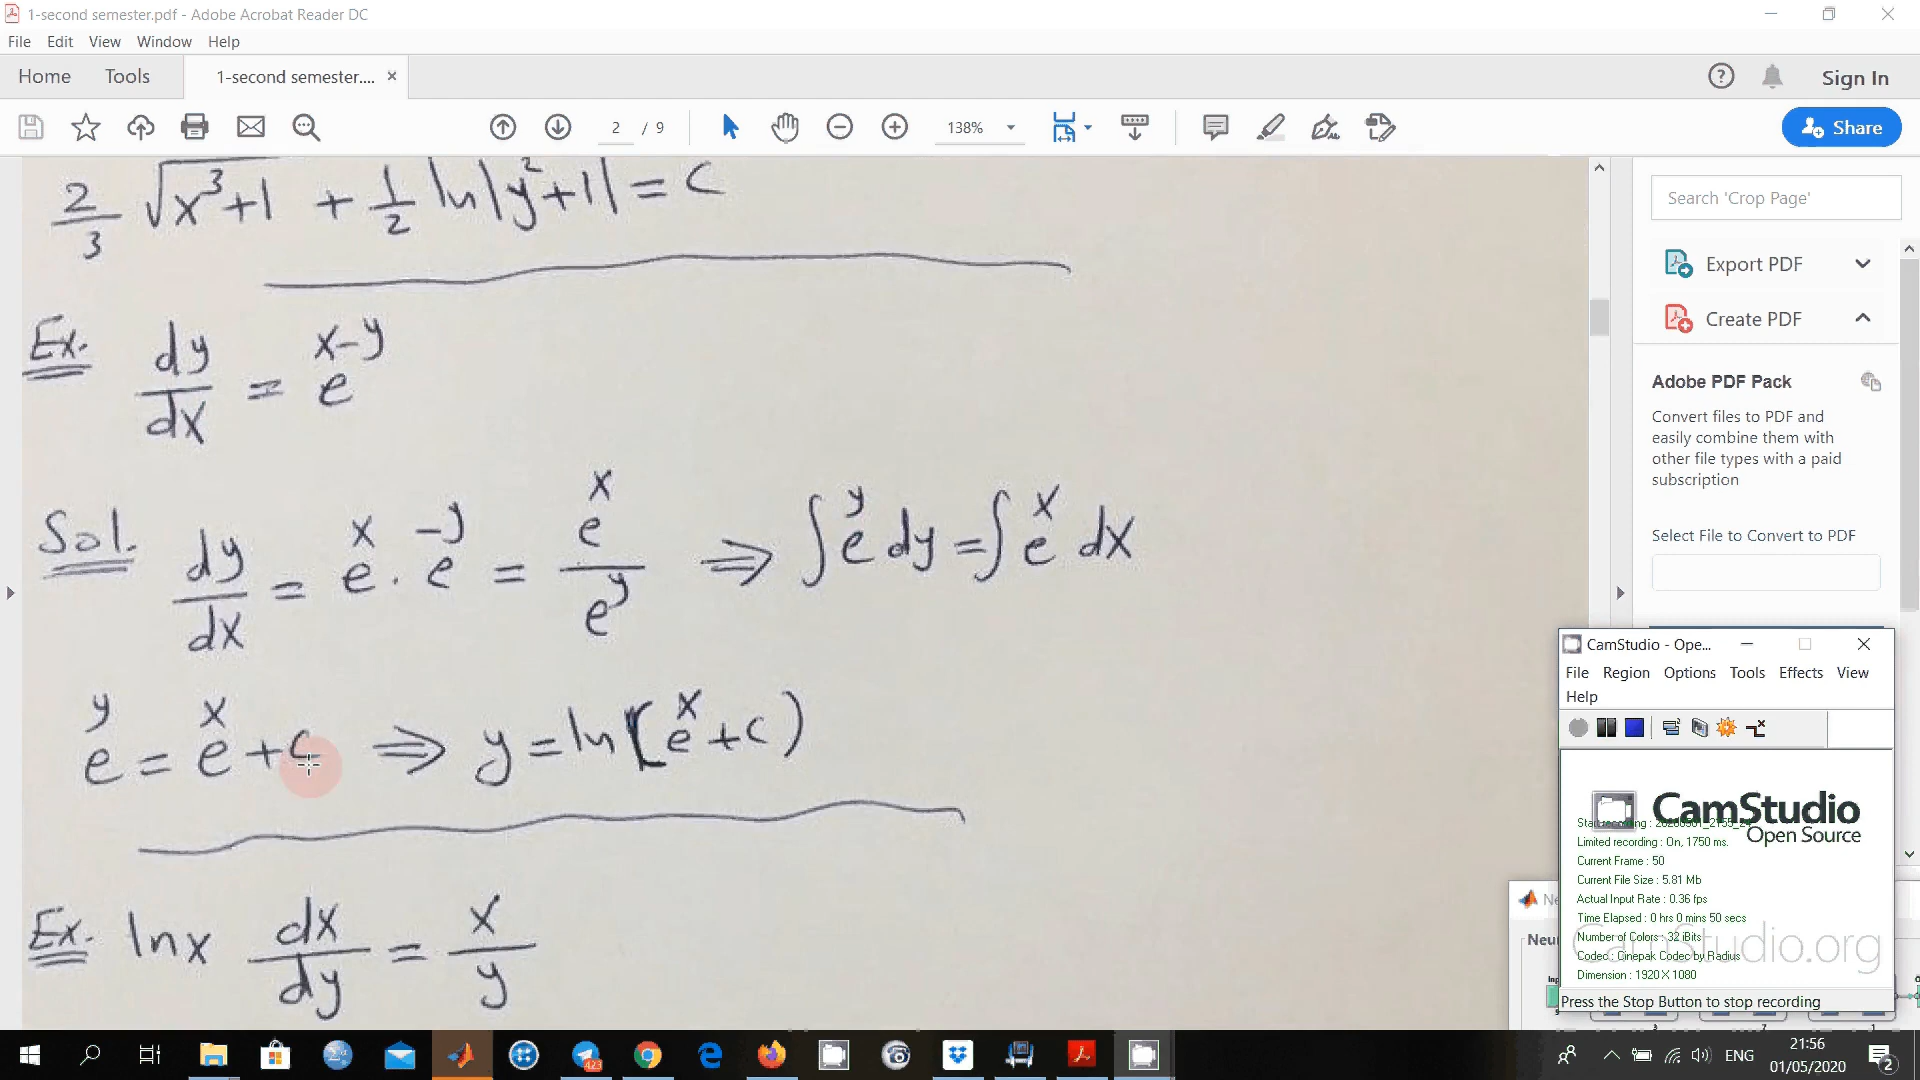 1-second semester.pdf - Adobe Acrobat Reader DC
File Edit View Window Help
Home Tools 1-second semester.... × Sign In
2 / 9 138% Share
2/3 √(x³+1) + 1/2 ln|y²+1| = c
Ex. dy/dx = e^(x-y)
Sol. dy/dx = e^x · e^(-y) = e^x/e^y ⇒ ∫e^y dy = ∫e^x dx
e^y = e^x + c ⇒ y = ln(e^x + c)
Ex. lnx dx/dy = x/y
Search 'Crop Page'
Export PDF
Create PDF
Adobe PDF Pack
Convert files to PDF and
easily combine them with
other file types with a paid
subscription
Select File to Convert to PDF
CamStudio - Ope...
File Region Options Tools Effects View
Help
CamStudio
Open Source
Limited recording : On, 1750 ms.
Current Frame : 50
Current File Size : 5.81 Mb
Actual Input Rate : 0.36 fps
Time Elapsed : 0 hrs 0 mins 50 secs
Number of Colors : 32 iBits
CamStudio.org
Codec : Cinepak Codec by Radius
Dimension : 1920 X 1080
Press the Stop Button to stop recording
423
ENG
21:56
01/05/2020
2